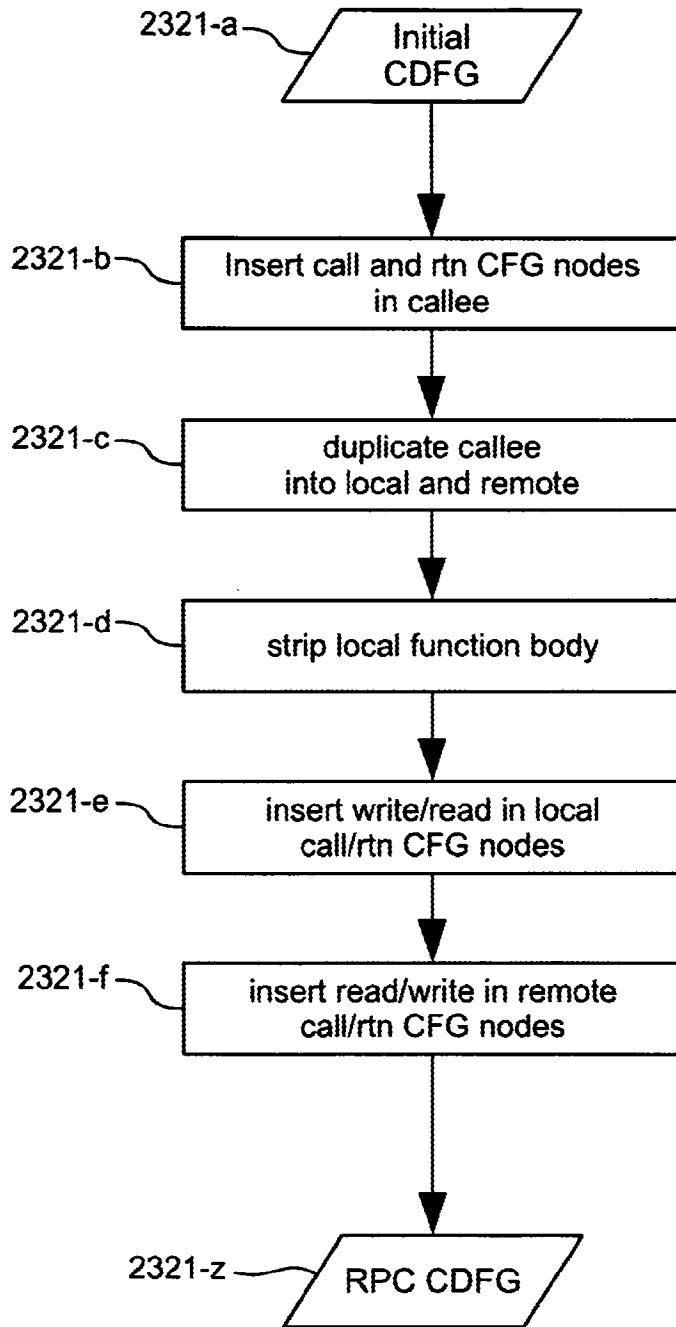 2321-a
Initial
CDFG
2321-b
Insert call and rtn CFG nodes
in callee
2321-c
duplicate callee
into local and remote
2321-d
strip local function body
2321-e
insert write/read in local
call/rtn CFG nodes
2321-f
insert read/write in remote
call/rtn CFG nodes
2321-z
RPC CDFG